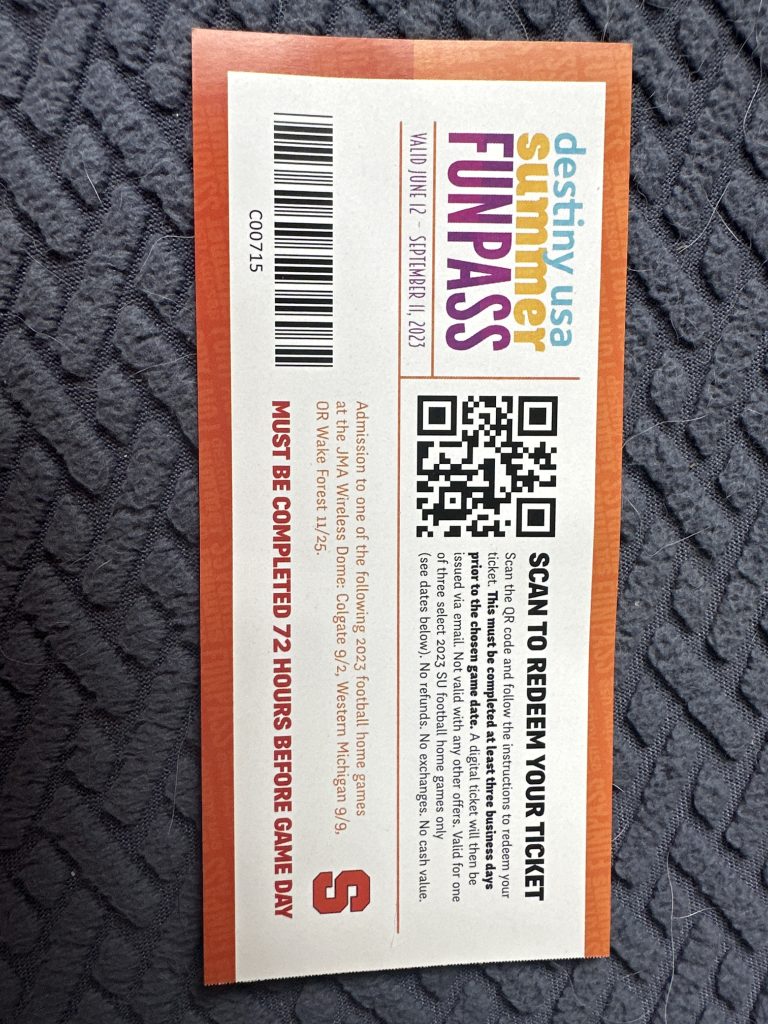 destiny usa
summer
FUNPASS
VALID JUNE 12 - SEPTEMBER 11, 2023
SCAN TO REDEEM YOUR TICKET
Scan the QR code and follow the instructions to redeem your
ticket. This must be completed at least three business days
prior to the chosen game date. A digital ticket will then be
issued via email. Not valid with any other offers. Valid for one
of three select 2023 SU football home games only
(see dates below). No refunds. No exchanges. No cash value.
Admission to one of the following 2023 football home games
at the JMA Wireless Dome: Colgate 9/2, Western Michigan 9/9,
OR Wake Forest 11/25.
MUST BE COMPLETED 72 HOURS BEFORE GAME DAY
S
C00715